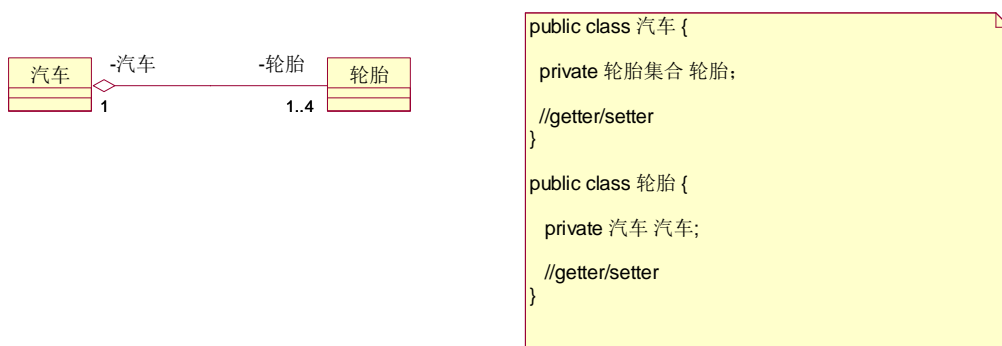 汽车
-汽车
-轮胎
轮胎
1
1..4
public class 汽车 {
private 轮胎集合 轮胎；
//getter/setter
}
public class 轮胎 {
private 汽车 汽车;
//getter/setter
}